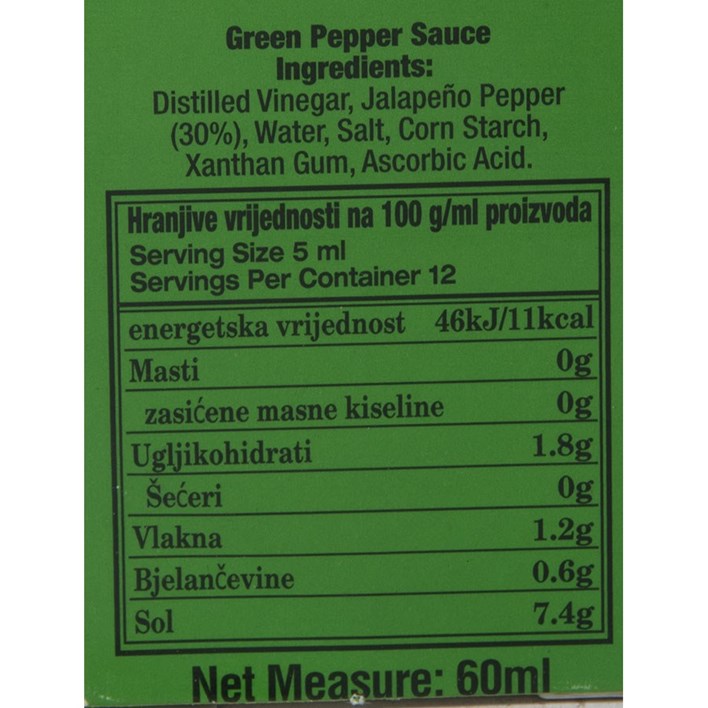 Green Pepper Sauce
Ingredients:
Distilled Vinegar, Jalapeño Pepper
(30%), Water, Salt, Corn Starch,
Xanthan Gum, Ascorbic Acid.
Hranjive vrijednosti na 100 g/ml proizvoda
Serving Size 5 ml
Servings Per Container 12
energetska vrijednost 46kJ/11kcal
Masti 0g
zasićene masne kiseline 0g
Ugljikohidrati 1.8g
Šećeri 0g
Vlakna 1.2g
Bjelančevine 0.6g
Sol 7.4g
Net Measure: 60ml